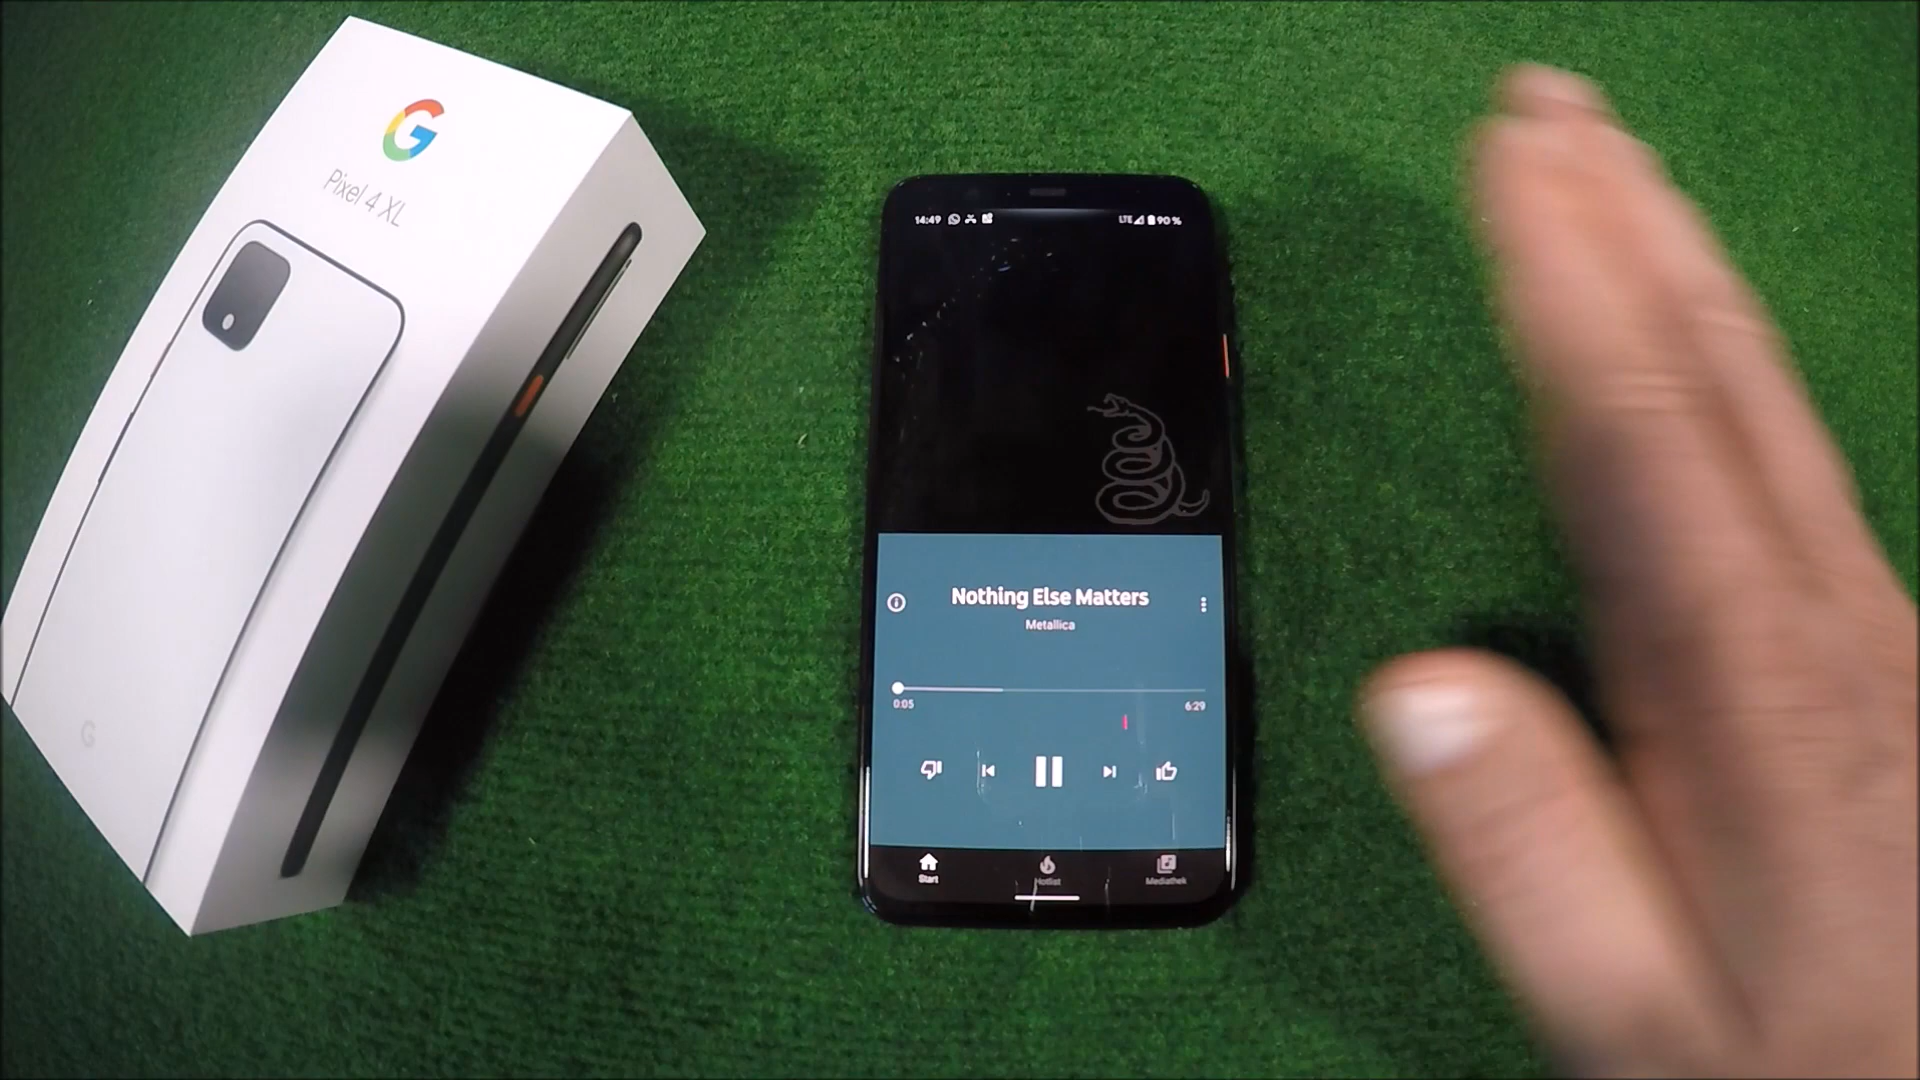 Pixel 4 XL
14:49
LTE 90 %
Nothing Else Matters
Metallica
0:05
6:29
Start
Hotlist
Mediathek